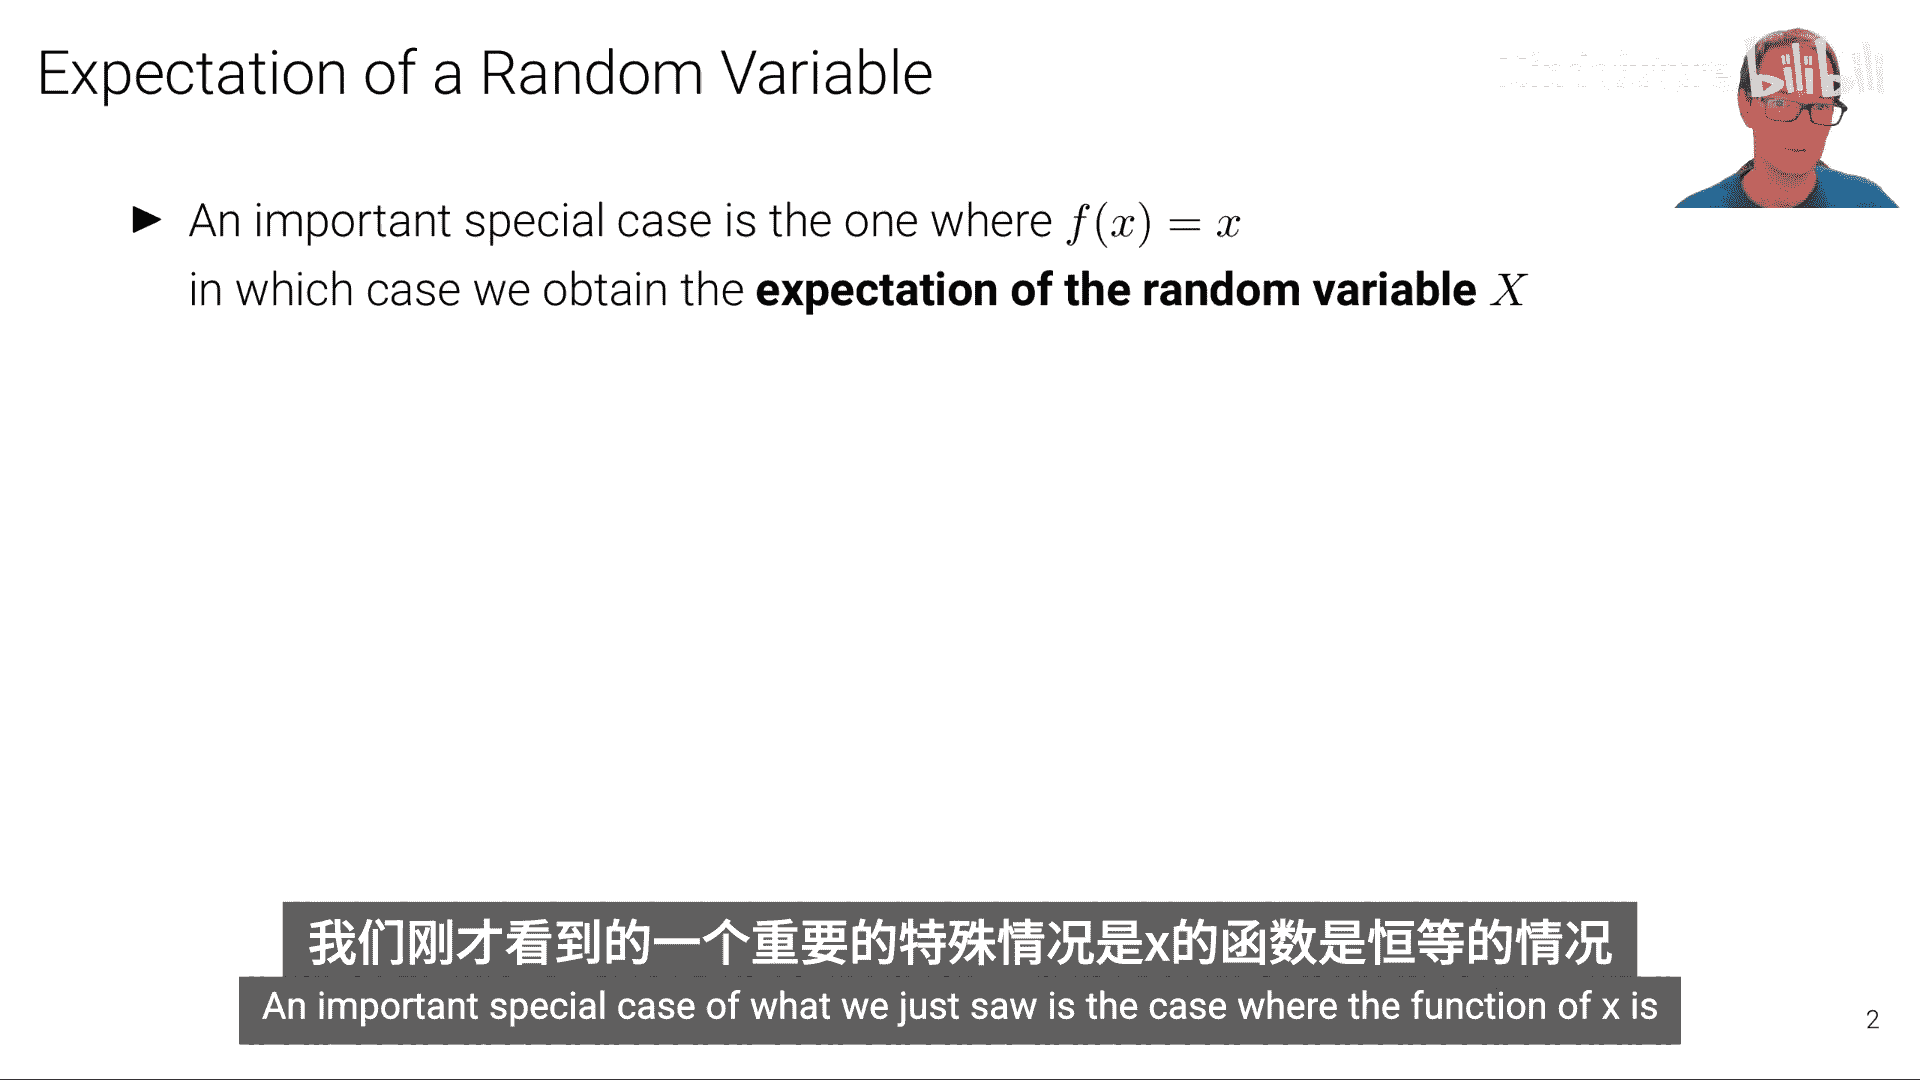 Expectation of a Random Variable
bilibili
► An important special case is the one where f(x) = x
in which case we obtain the expectation of the random variable X
我们刚才看到的一个重要的特殊情况是x的函数是恒等的情况
An important special case of what we just saw is the case where the function of x is
2